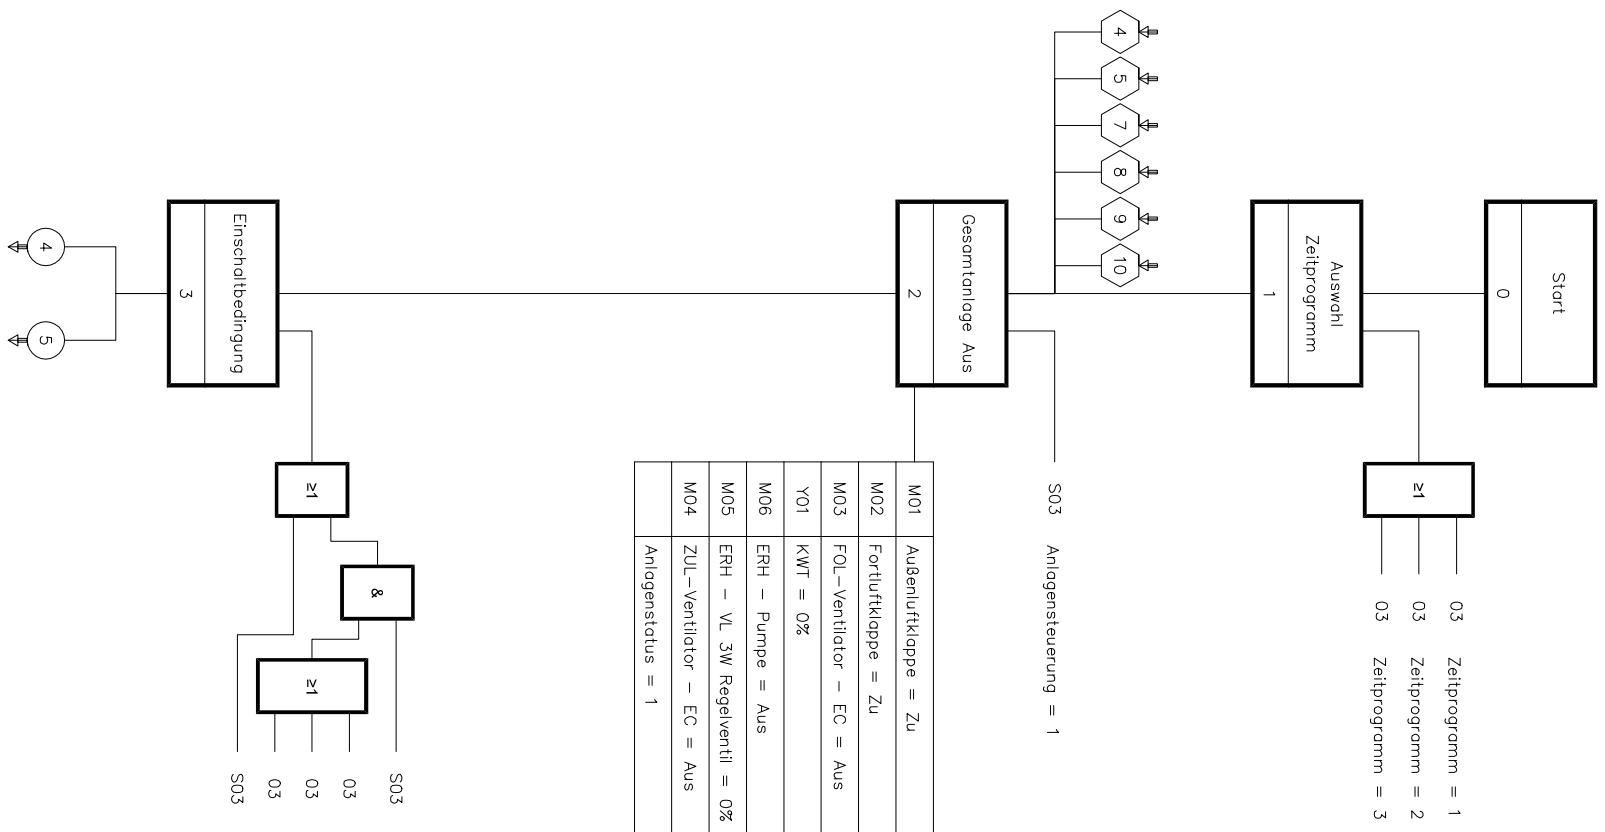 Start
0
≥1
03 Zeitprogramm = 1
03 Zeitprogramm = 2
03 Zeitprogramm = 3
Auswahl
Zeitprogramm
1
4
5
7
8
9
10
S03 Anlagensteuerung = 1
Gesamtanlage Aus
2
M01 Außenluftklappe = Zu
M02 Fortluftklappe = Zu
M03 FOL-Ventilator - EC = Aus
Y01 KWT = 0%
M06 ERH - Pumpe = Aus
M05 ERH - VL 3W Regelventil = 0%
M04 ZUL-Ventilator - EC = Aus
Anlagenstatus = 1
≥1
&
≥1
S03
03
03
03
S03
Einschaltbedingung
3
4
5